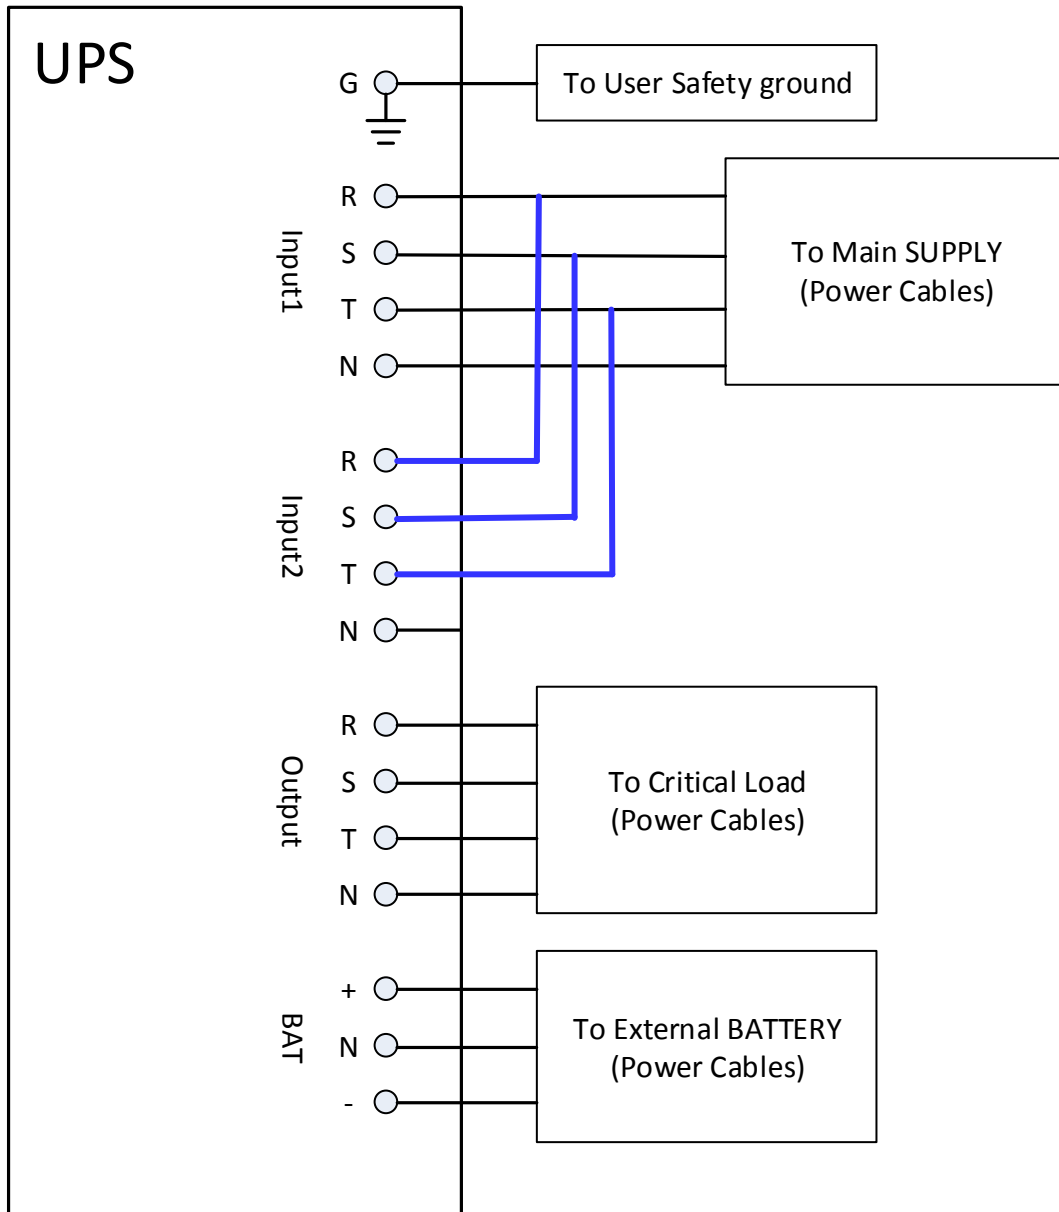 UPS
G
To User Safety ground
R
S
T
N
Input1
To Main SUPPLY
(Power Cables)
R
S
T
N
Input2
R
S
T
N
Output
To Critical Load
(Power Cables)
+
N
-
BAT
To External BATTERY
(Power Cables)